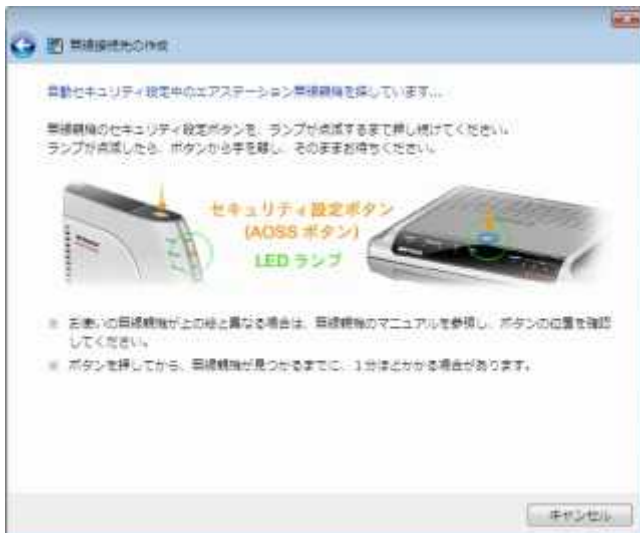 無線接続先の作成
自動セキュリティ設定中のエアステーション無線親機を探しています...
無線親機のセキュリティ設定ボタンを、ランプが点滅するまで押し続けてください。
ランプが点滅したら、ボタンから手を離し、そのままお待ちください。
セキュリティ設定ボタン
(AOSS ボタン)
LED ランプ
お使いの無線親機が上の絵と異なる場合は、無線親機のマニュアルを参照し、ボタンの位置を確認
してください。
ボタンを押してから、無線親機が見つかるまでに、1分ほどかかる場合があります。
キャンセル